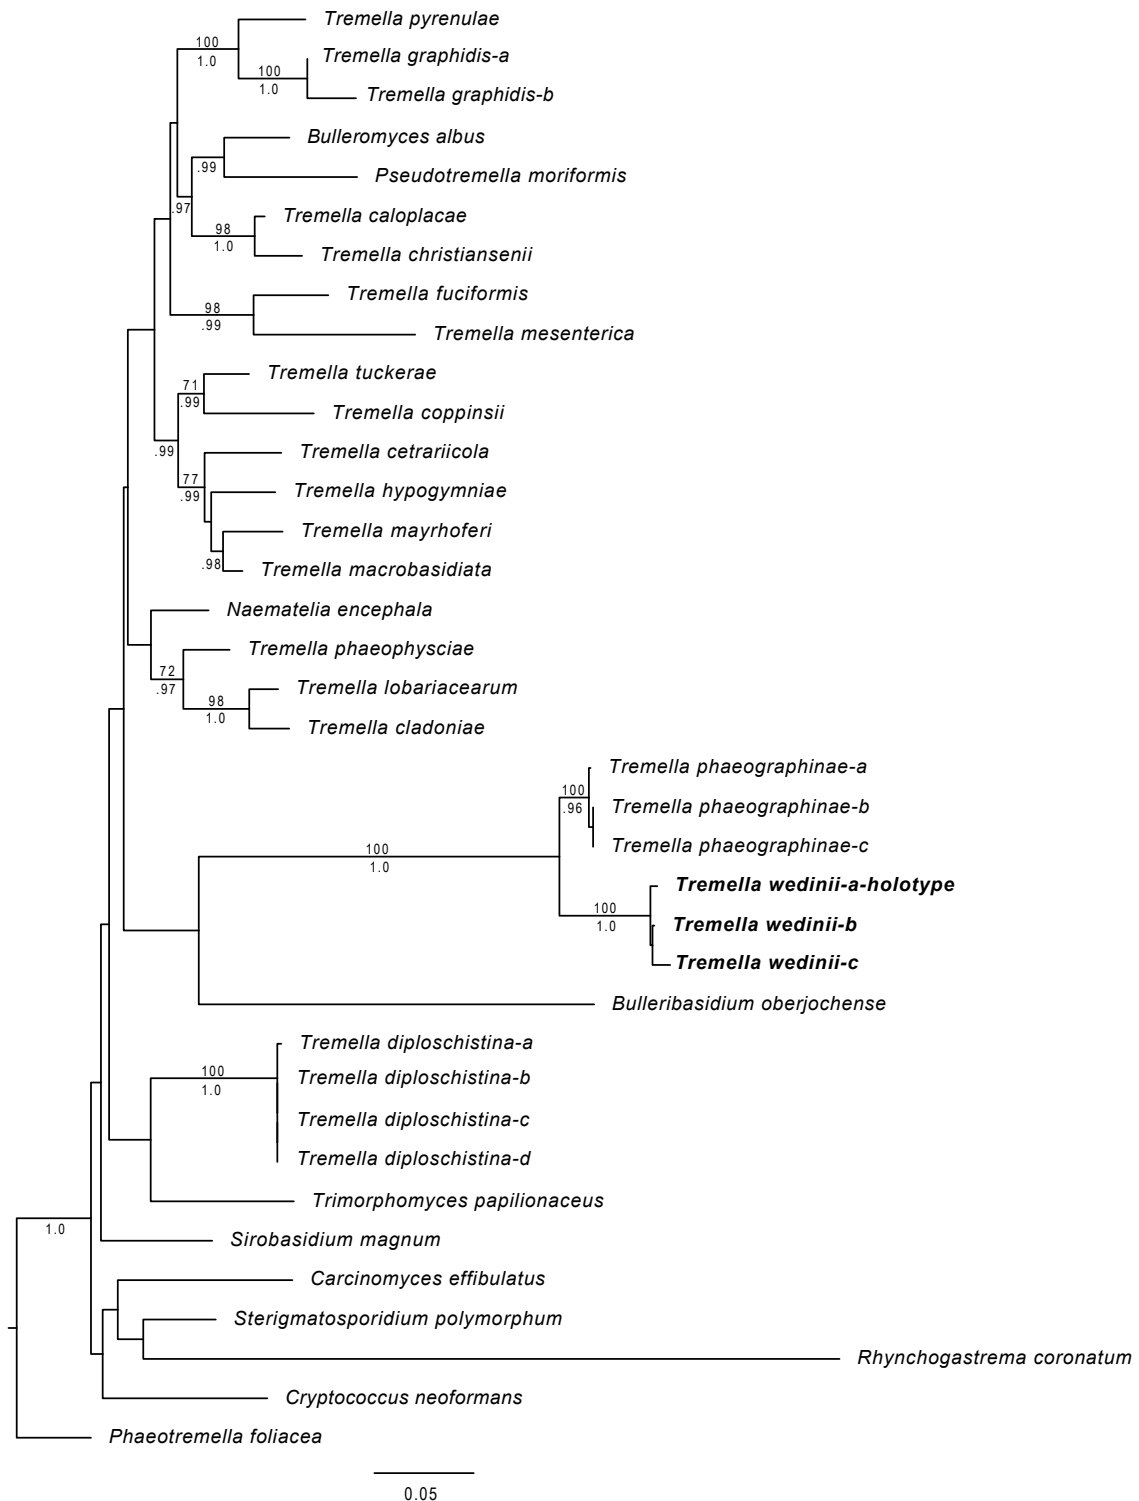 Tremella pyrenulae
100
1.0
Tremella graphidis-a
100
1.0
Tremella graphidis-b
Bulleromyces albus
.99
Pseudotremella moriformis
.97
Tremella caloplacae
98
1.0
Tremella christiansenii
Tremella fuciformis
98
.99
Tremella mesenterica
Tremella tuckerae
71
.99
Tremella coppinsii
.99
Tremella cetrariicola
77
.99
Tremella hypogymniae
Tremella mayrhoferi
.98
Tremella macrobasidiata
Naematelia encephala
Tremella phaeophysciae
72
.97
Tremella lobariacearum
98
1.0
Tremella cladoniae
Tremella phaeographinae-a
100
.96
Tremella phaeographinae-b
Tremella phaeographinae-c
100
1.0
Tremella wedinii-a-holotype
100
1.0
Tremella wedinii-b
Tremella wedinii-c
Bulleribasidium oberjochense
Tremella diploschistina-a
100
1.0
Tremella diploschistina-b
Tremella diploschistina-c
Tremella diploschistina-d
Trimorphomyces papilionaceus
1.0
Sirobasidium magnum
Carcinomyces effibulatus
Sterigmatosporidium polymorphum
Rhynchogastrema coronatum
Cryptococcus neoformans
Phaeotremella foliacea
0.05